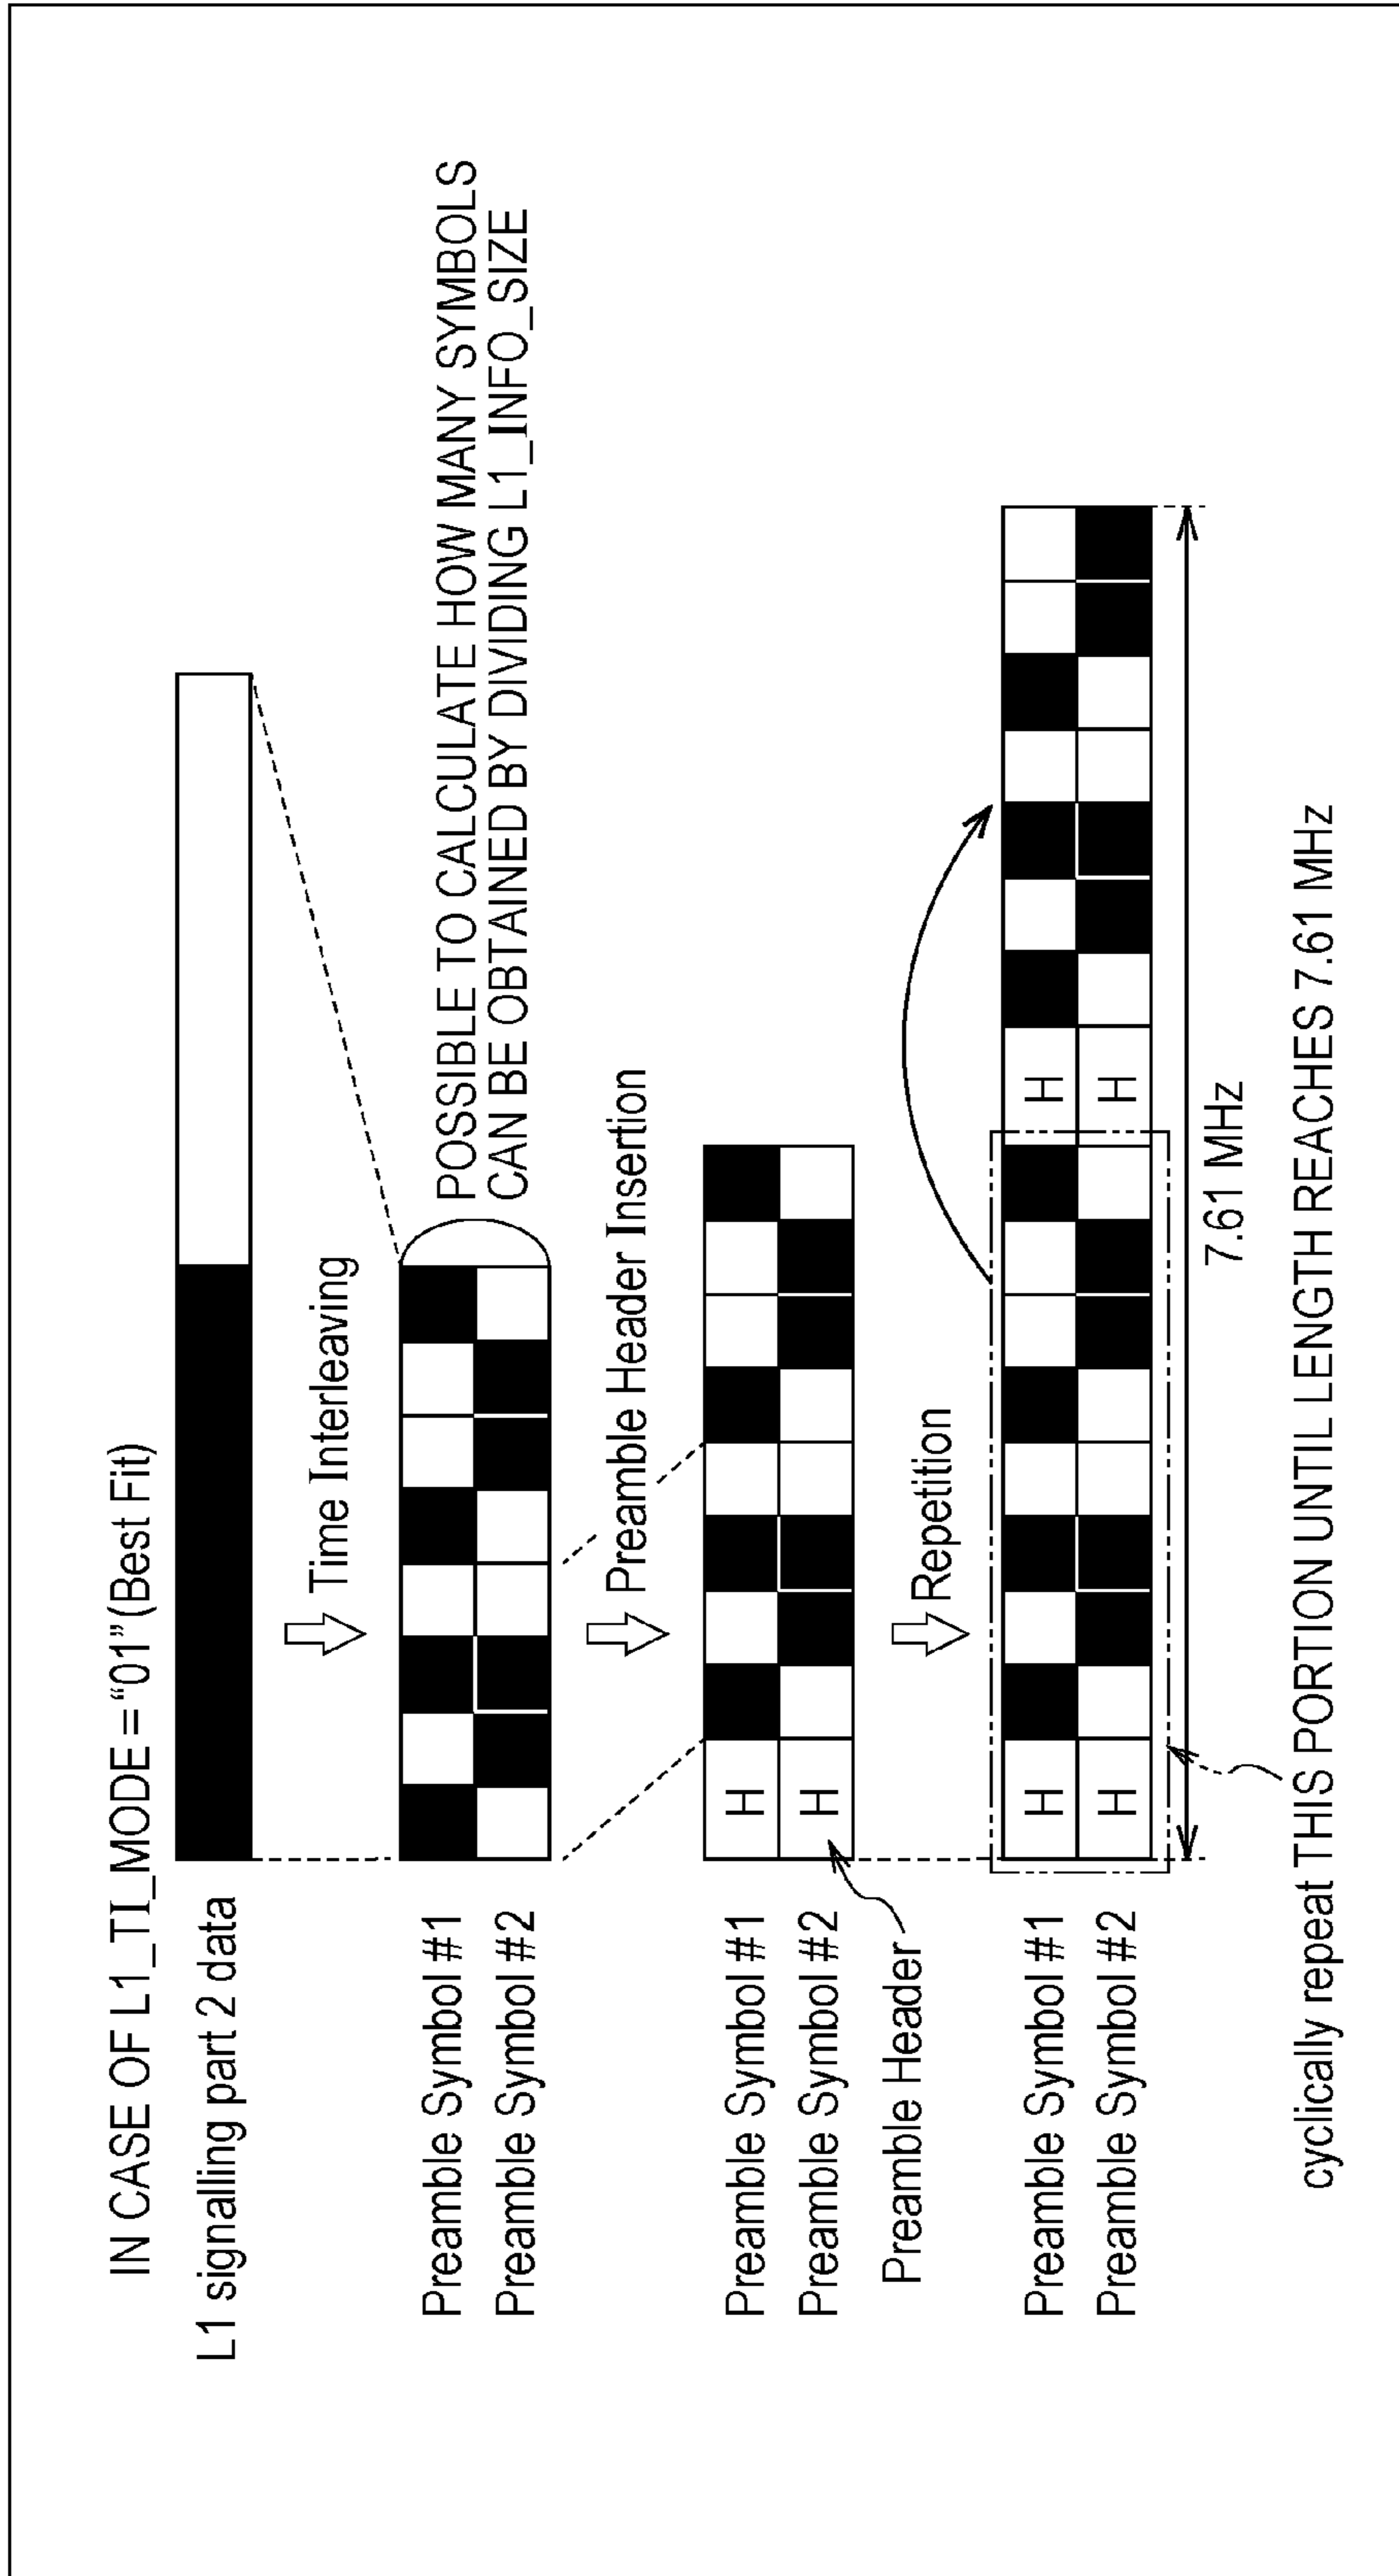 IN CASE OF L1_TI_MODE = “01”(Best Fit)
L1 signalling part 2 data
Time Interleaving
Preamble Symbol #1
Preamble Symbol #2
POSSIBLE TO CALCULATE HOW MANY SYMBOLS
CAN BE OBTAINED BY DIVIDING L1_INFO_SIZE
Preamble Header Insertion
Preamble Symbol #1
H
Preamble Symbol #2
H
Preamble Header
Repetition
Preamble Symbol #1
H
H
Preamble Symbol #2
H
H
7.61 MHz
cyclically repeat THIS PORTION UNTIL LENGTH REACHES 7.61 MHz